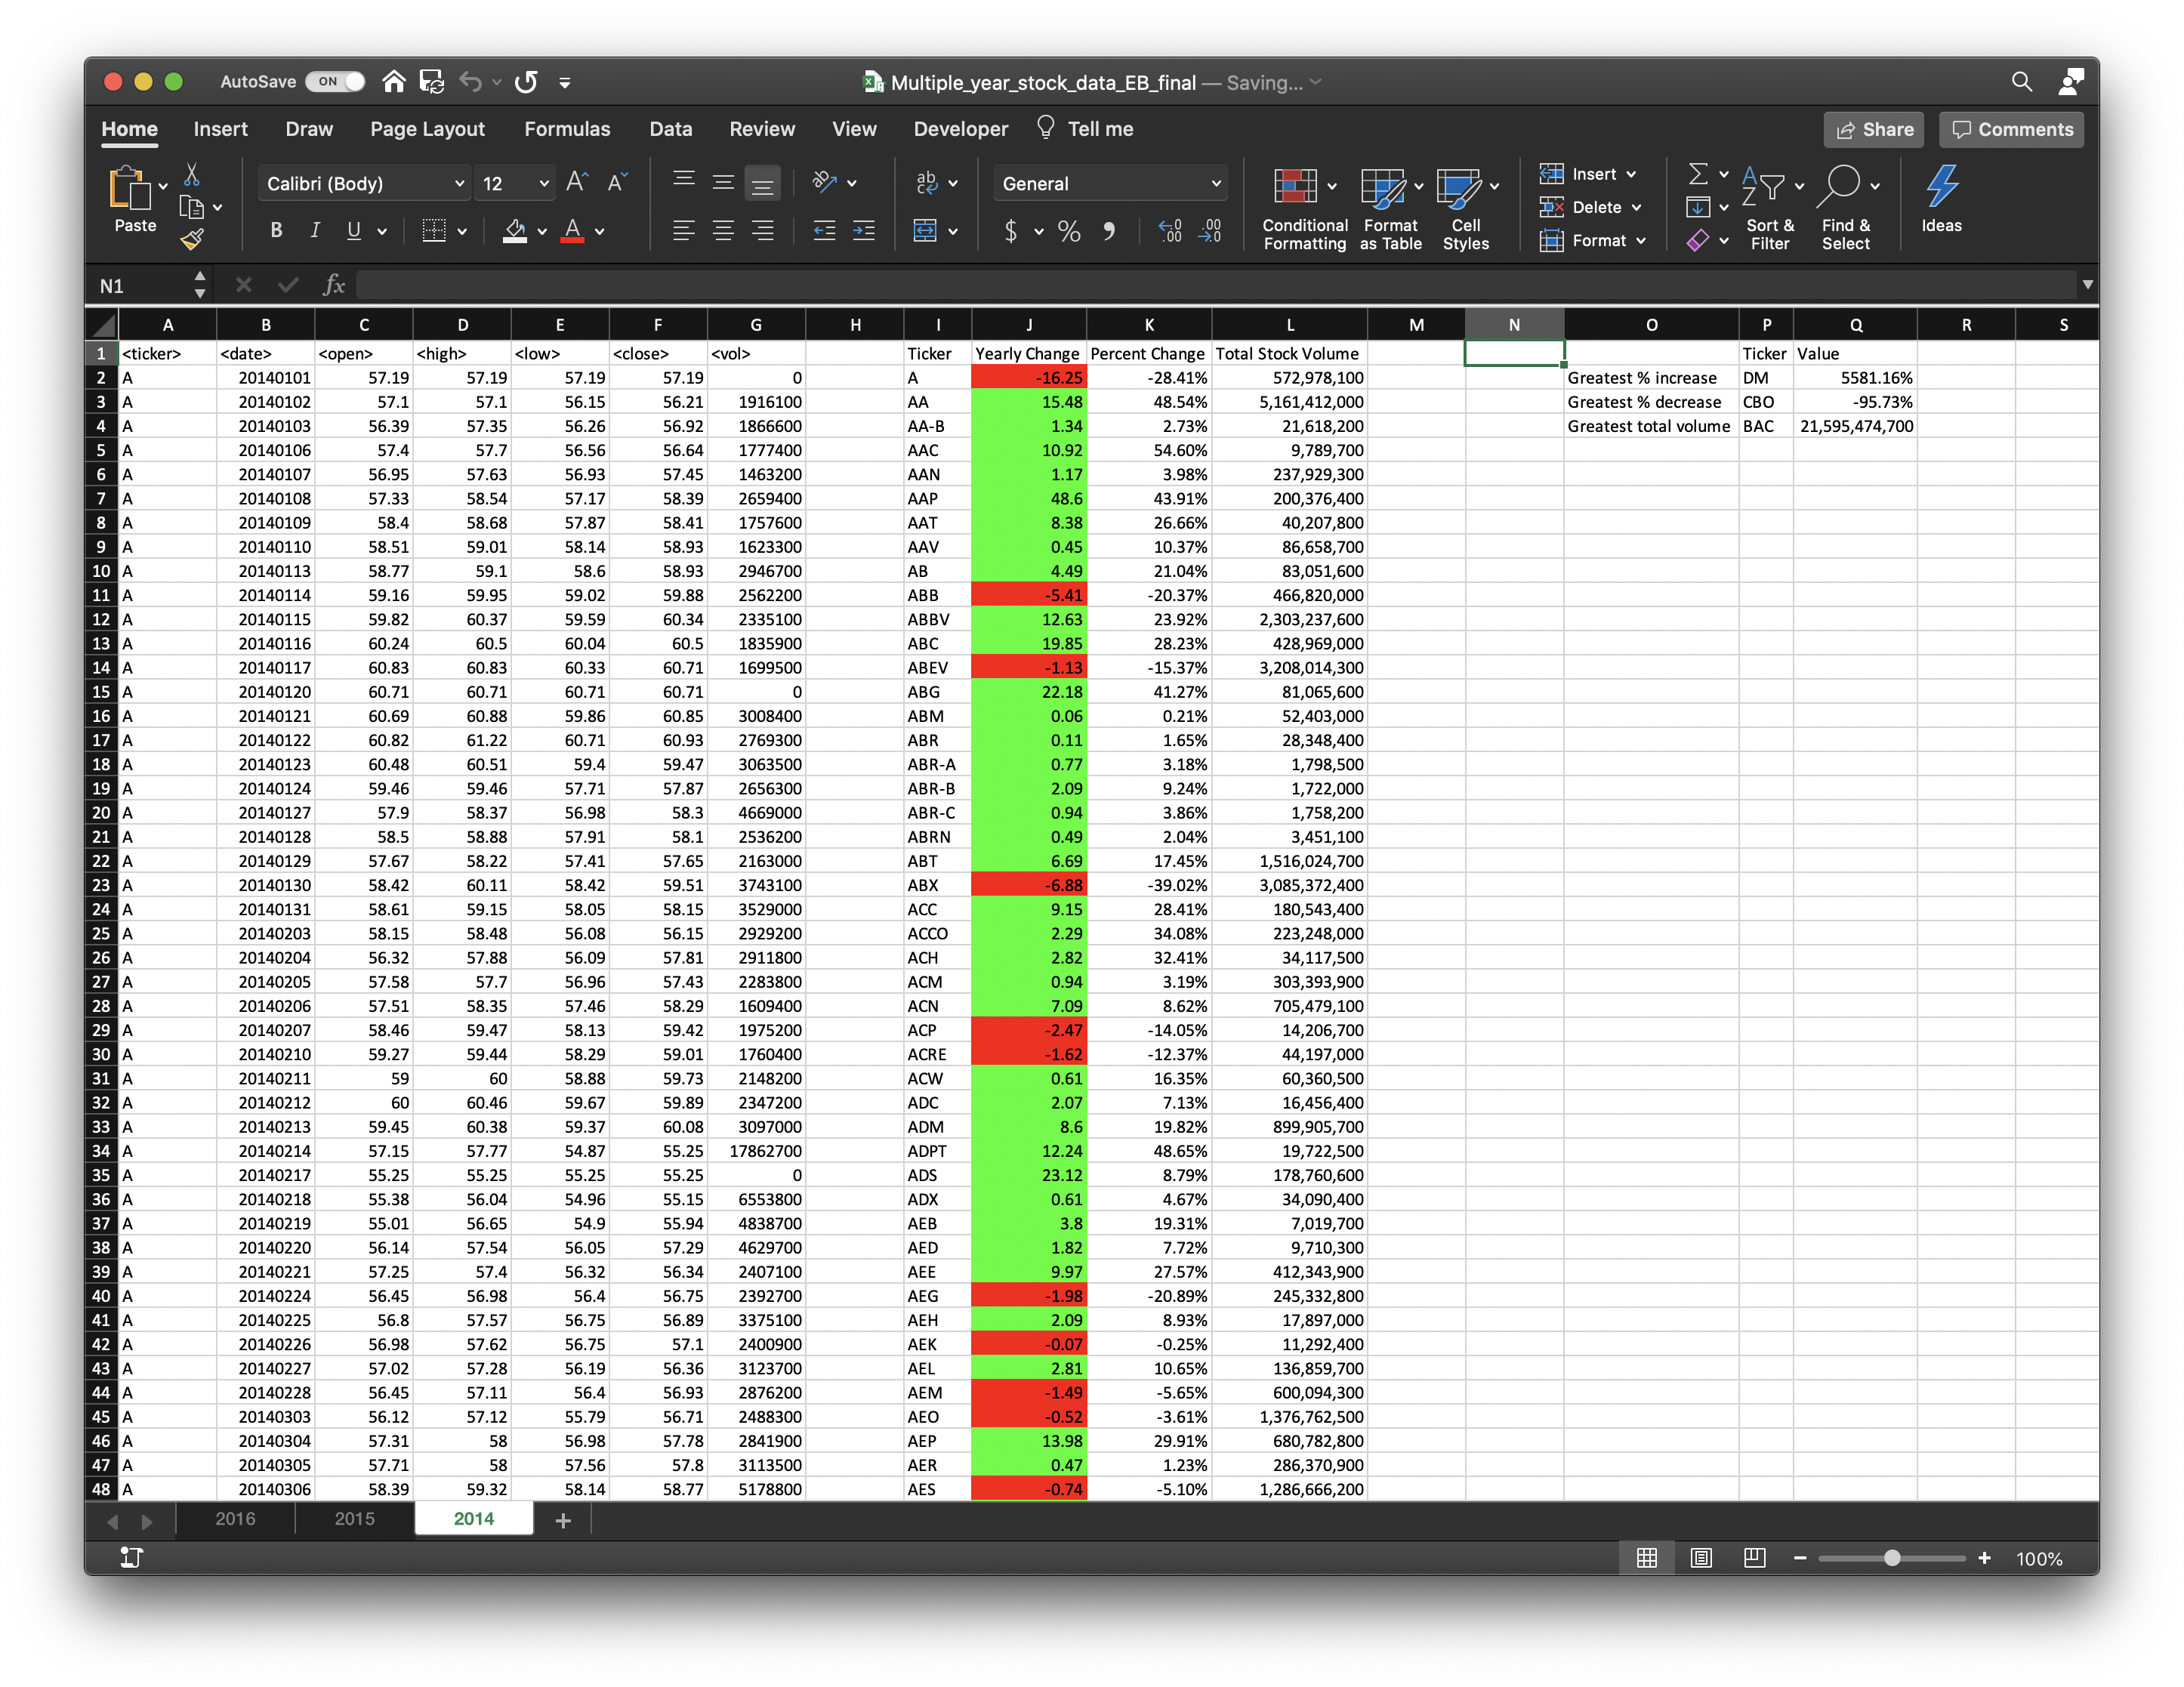 AutoSave ON Multiple_year_stock_data_EB_final — Saving...
Home Insert Draw Page Layout Formulas Data Review View Developer Tell me Share Comments
Paste Calibri (Body) 12 A A ab General Insert
B I U A $ % Conditional Formatting Format as Table Cell Styles Delete Format Sort & Filter Find & Select Ideas
N1 fx
A B C D E F G H I J K L M N O P Q R S
1 <ticker> <date> <open> <high> <low> <close> <vol> Ticker Yearly Change Percent Change Total Stock Volume Ticker Value
2 A 20140101 57.19 57.19 57.19 57.19 0 A -16.25 -28.41% 572,978,100 Greatest % increase DM 5581.16%
3 A 20140102 57.1 57.1 56.15 56.21 1916100 AA 15.48 48.54% 5,161,412,000 Greatest % decrease CBO -95.73%
4 A 20140103 56.39 57.35 56.26 56.92 1866600 AA-B 1.34 2.73% 21,618,200 Greatest total volume BAC 21,595,474,700
5 A 20140106 57.4 57.7 56.56 56.64 1777400 AAC 10.92 54.60% 9,789,700
6 A 20140107 56.95 57.63 56.93 57.45 1463200 AAN 1.17 3.98% 237,929,300
7 A 20140108 57.33 58.54 57.17 58.39 2659400 AAP 48.6 43.91% 200,376,400
8 A 20140109 58.4 58.68 57.87 58.41 1757600 AAT 8.38 26.66% 40,207,800
9 A 20140110 58.51 59.01 58.14 58.93 1623300 AAV 0.45 10.37% 86,658,700
10 A 20140113 58.77 59.1 58.6 58.93 2946700 AB 4.49 21.04% 83,051,600
11 A 20140114 59.16 59.95 59.02 59.88 2562200 ABB -5.41 -20.37% 466,820,000
12 A 20140115 59.82 60.37 59.59 60.34 2335100 ABBV 12.63 23.92% 2,303,237,600
13 A 20140116 60.24 60.5 60.04 60.5 1835900 ABC 19.85 28.23% 428,969,000
14 A 20140117 60.83 60.83 60.33 60.71 1699500 ABEV -1.13 -15.37% 3,208,014,300
15 A 20140120 60.71 60.71 60.71 60.71 0 ABG 22.18 41.27% 81,065,600
16 A 20140121 60.69 60.88 59.86 60.85 3008400 ABM 0.06 0.21% 52,403,000
17 A 20140122 60.82 61.22 60.71 60.93 2769300 ABR 0.11 1.65% 28,348,400
18 A 20140123 60.48 60.51 59.4 59.47 3063500 ABR-A 0.77 3.18% 1,798,500
19 A 20140124 59.46 59.46 57.71 57.87 2656300 ABR-B 2.09 9.24% 1,722,000
20 A 20140127 57.9 58.37 56.98 58.3 4669000 ABR-C 0.94 3.86% 1,758,200
21 A 20140128 58.5 58.88 57.91 58.1 2536200 ABRN 0.49 2.04% 3,451,100
22 A 20140129 57.67 58.22 57.41 57.65 2163000 ABT 6.69 17.45% 1,516,024,700
23 A 20140130 58.42 60.11 58.42 59.51 3743100 ABX -6.88 -39.02% 3,085,372,400
24 A 20140131 58.61 59.15 58.05 58.15 3529000 ACC 9.15 28.41% 180,543,400
25 A 20140203 58.15 58.48 56.08 56.15 2929200 ACCO 2.29 34.08% 223,248,000
26 A 20140204 56.32 57.88 56.09 57.81 2911800 ACH 2.82 32.41% 34,117,500
27 A 20140205 57.58 57.7 56.96 57.43 2283800 ACM 0.94 3.19% 303,393,900
28 A 20140206 57.51 58.35 57.46 58.29 1609400 ACN 7.09 8.62% 705,479,100
29 A 20140207 58.46 59.47 58.13 59.42 1975200 ACP -2.47 -14.05% 14,206,700
30 A 20140210 59.27 59.44 58.29 59.01 1760400 ACRE -1.62 -12.37% 44,197,000
31 A 20140211 59 60 58.88 59.73 2148200 ACW 0.61 16.35% 60,360,500
32 A 20140212 60 60.46 59.67 59.89 2347200 ADC 2.07 7.13% 16,456,400
33 A 20140213 59.45 60.38 59.37 60.08 3097000 ADM 8.6 19.82% 899,905,700
34 A 20140214 57.15 57.77 54.87 55.25 17862700 ADPT 12.24 48.65% 19,722,500
35 A 20140217 55.25 55.25 55.25 55.25 0 ADS 23.12 8.79% 178,760,600
36 A 20140218 55.38 56.04 54.96 55.15 6553800 ADX 0.61 4.67% 34,090,400
37 A 20140219 55.01 56.65 54.9 55.94 4838700 AEB 3.8 19.31% 7,019,700
38 A 20140220 56.14 57.54 56.05 57.29 4629700 AED 1.82 7.72% 9,710,300
39 A 20140221 57.25 57.4 56.32 56.34 2407100 AEE 9.97 27.57% 412,343,900
40 A 20140224 56.45 56.98 56.4 56.75 2392700 AEG -1.98 -20.89% 245,332,800
41 A 20140225 56.8 57.57 56.75 56.89 3375100 AEH 2.09 8.93% 17,897,000
42 A 20140226 56.98 57.62 56.75 57.1 2400900 AEK -0.07 -0.25% 11,292,400
43 A 20140227 57.02 57.28 56.19 56.36 3123700 AEL 2.81 10.65% 136,859,700
44 A 20140228 56.45 57.11 56.4 56.93 2876200 AEM -1.49 -5.65% 600,094,300
45 A 20140303 56.12 57.12 55.79 56.71 2488300 AEO -0.52 -3.61% 1,376,762,500
46 A 20140304 57.31 58 56.98 57.78 2841900 AEP 13.98 29.91% 680,782,800
47 A 20140305 57.71 58 57.56 57.8 3113500 AER 0.47 1.23% 286,370,900
48 A 20140306 58.39 59.32 58.14 58.77 5178800 AES -0.74 -5.10% 1,286,666,200
2016 2015 2014 +
100%